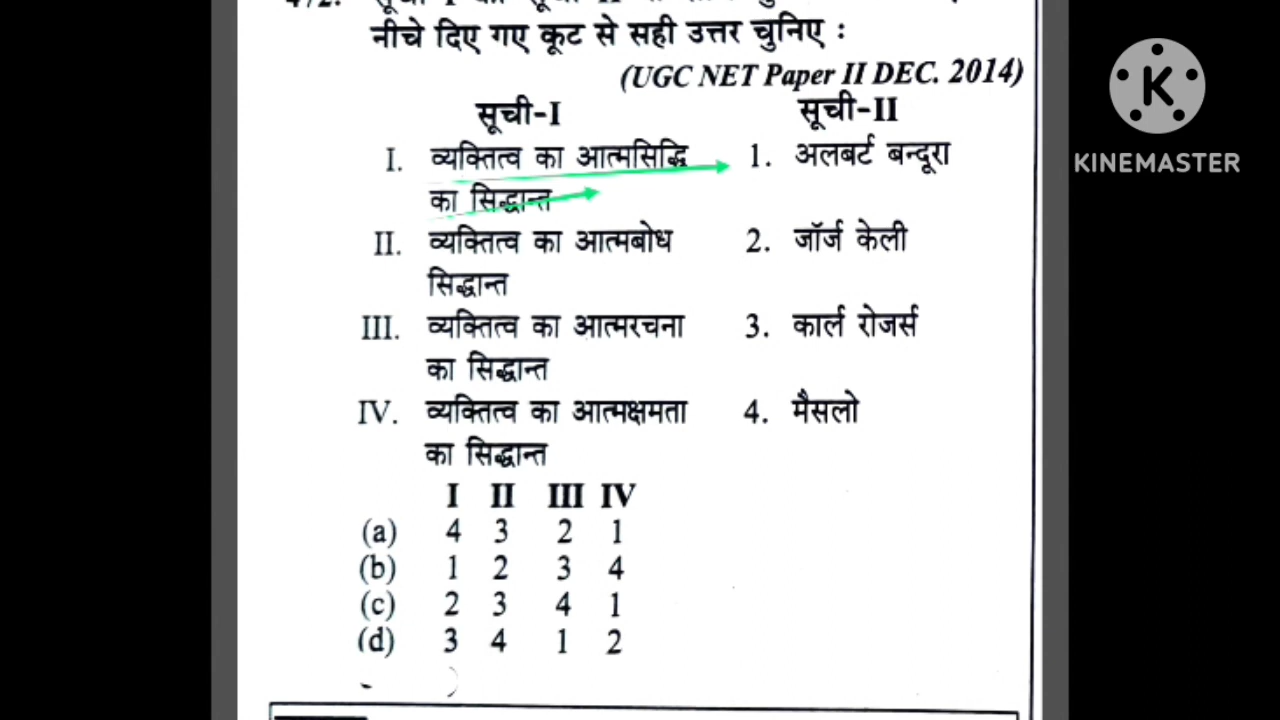 नीचे दिए गए कूट से सही उत्तर चुनिए :
(UGC NET Paper II DEC. 2014)
सूची-I सूची-II
I. व्यक्तित्व का आत्मसिद्धि 1. अलबर्ट बन्दूरा
का सिद्धान्त
II. व्यक्तित्व का आत्मबोध 2. जॉर्ज केली
सिद्धान्त
III. व्यक्तित्व का आत्मरचना 3. कार्ल रोजर्स
का सिद्धान्त
IV. व्यक्तित्व का आत्मक्षमता 4. मैसलो
का सिद्धान्त
I II III IV
(a) 4 3 2 1
(b) 1 2 3 4
(c) 2 3 4 1
(d) 3 4 1 2
K
KINEMASTER